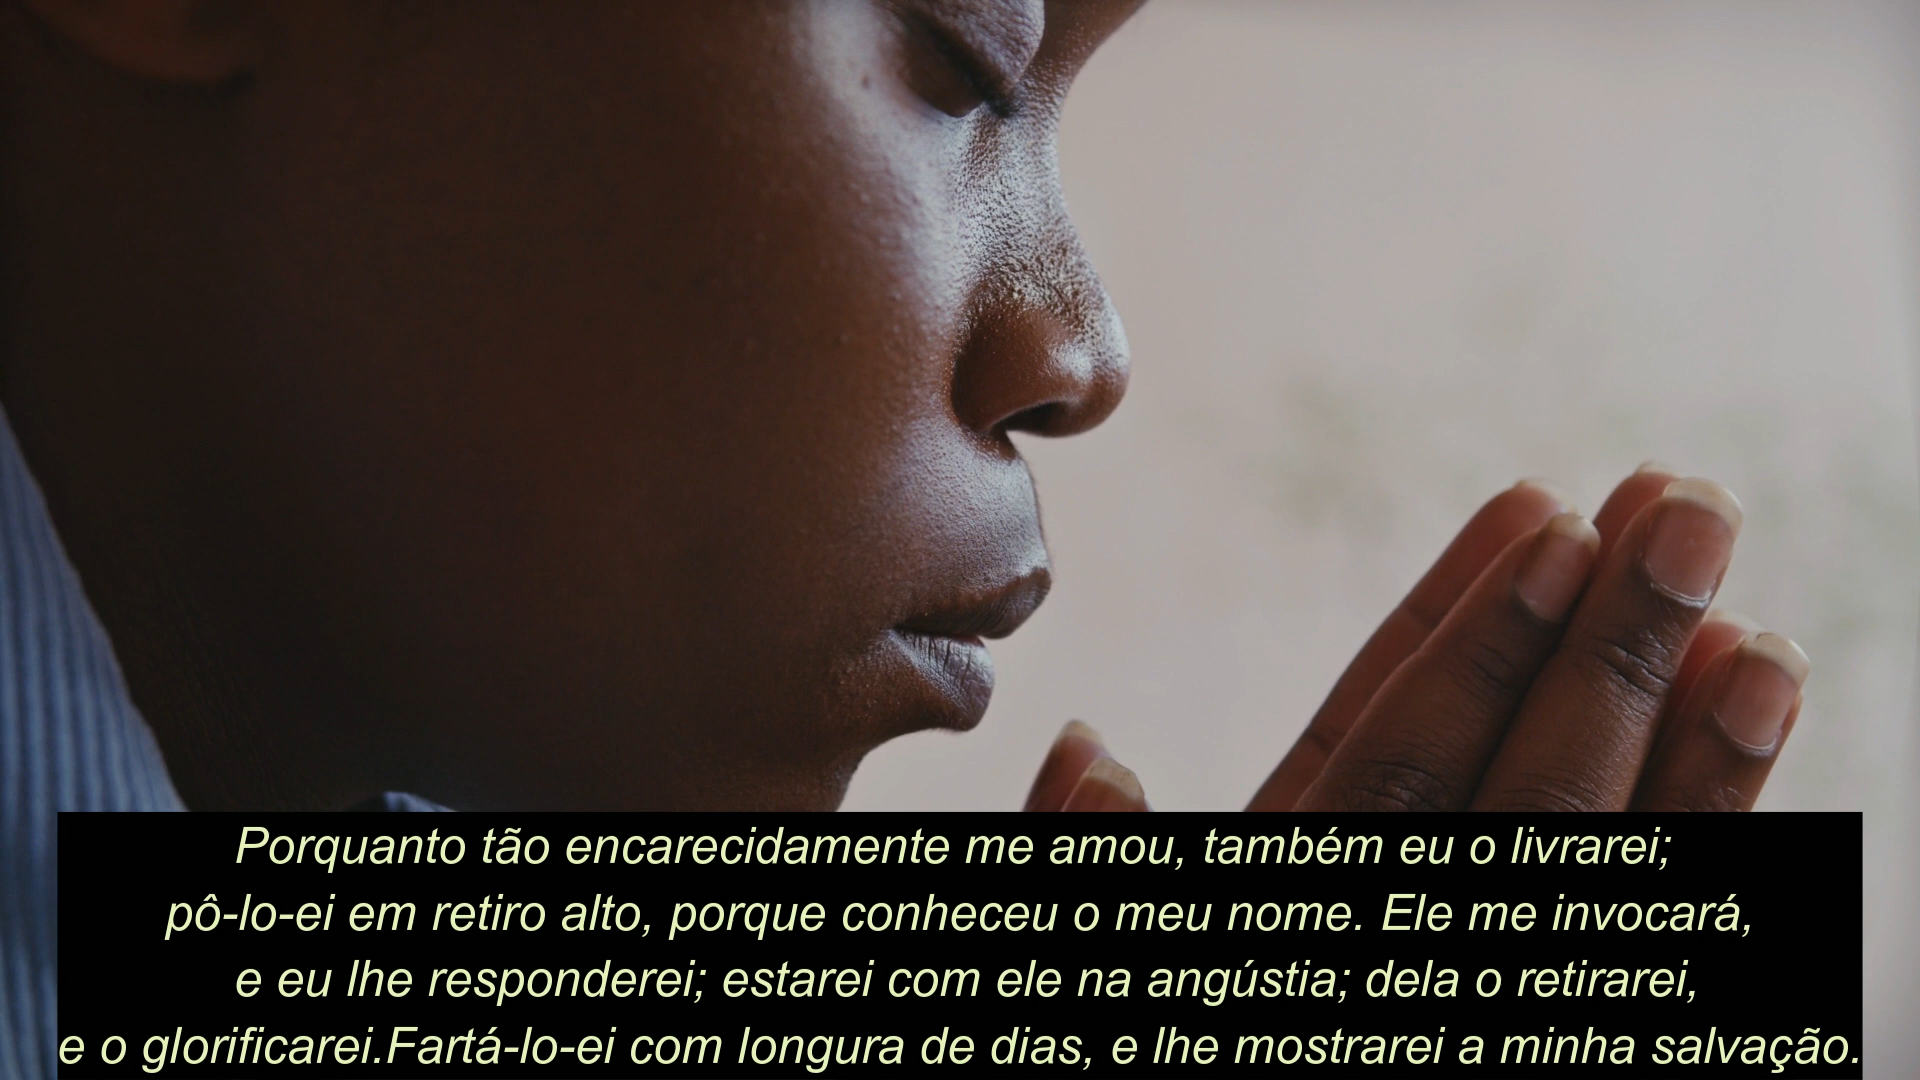 Porquanto tão encarecidamente me amou, também eu o livrarei;
pô-lo-ei em retiro alto, porque conheceu o meu nome. Ele me invocará,
e eu lhe responderei; estarei com ele na angústia; dela o retirarei,
e o glorificarei.Fartá-lo-ei com longura de dias, e lhe mostrarei a minha salvação.